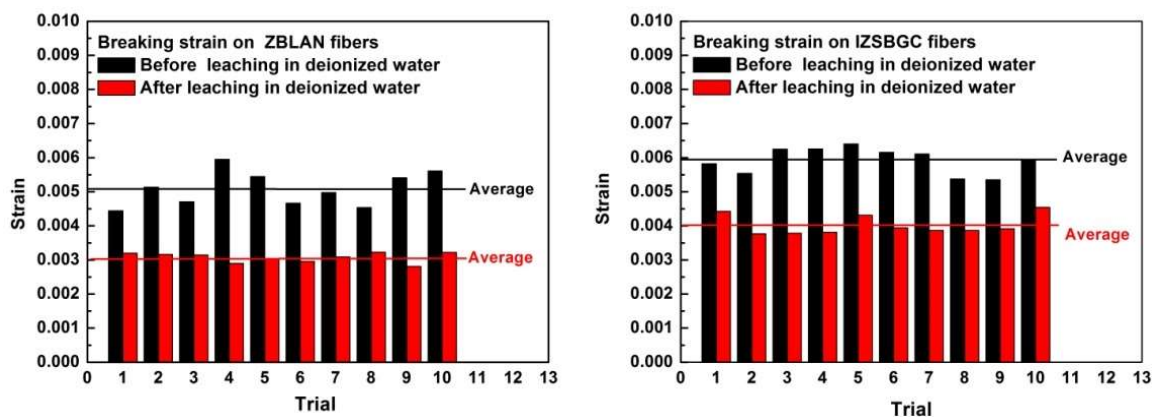 0.010
Breaking strain on ZBLAN fibers
0.009
Before leaching in deionized water
0.008
After leaching in deionized water
0.007
0.006
0.005
Average
0.004
0.003
Average
0.002
0.001
0.000
Strain
0 1 2 3 4 5 6 7 8 9 10 11 12 13
Trial
0.010
Breaking strain on IZSBGC fibers
0.009
Before leaching in deionized water
0.008
After leaching in deionized water
0.007
0.006
Average
0.005
0.004
Average
0.003
0.002
0.001
0.000
Strain
0 1 2 3 4 5 6 7 8 9 10 11 12 13
Trial